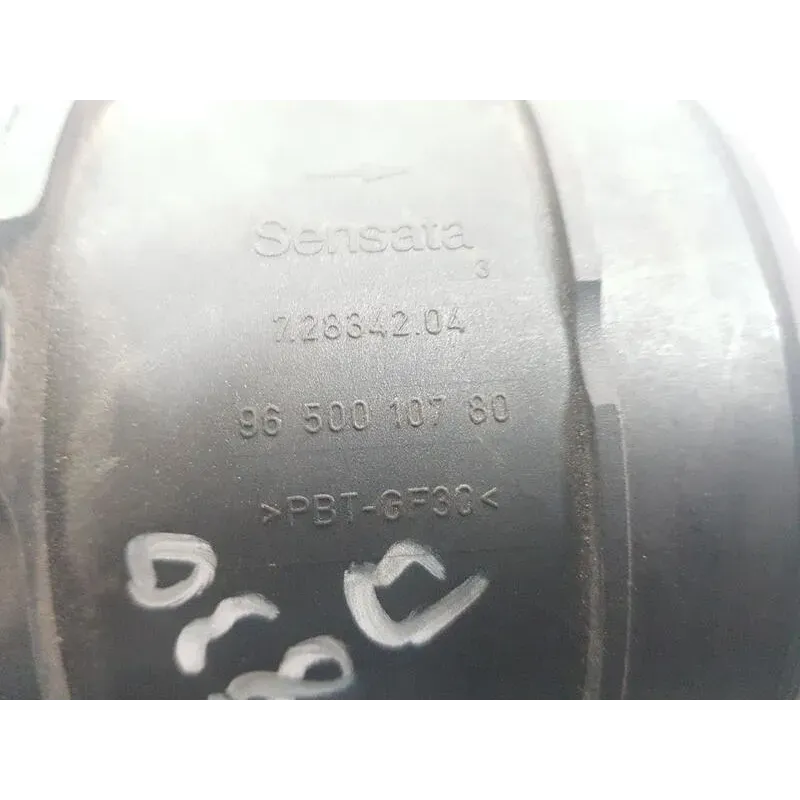 Sensata
3
7.28342.04
96 500 107 80
>PBT-GF30<